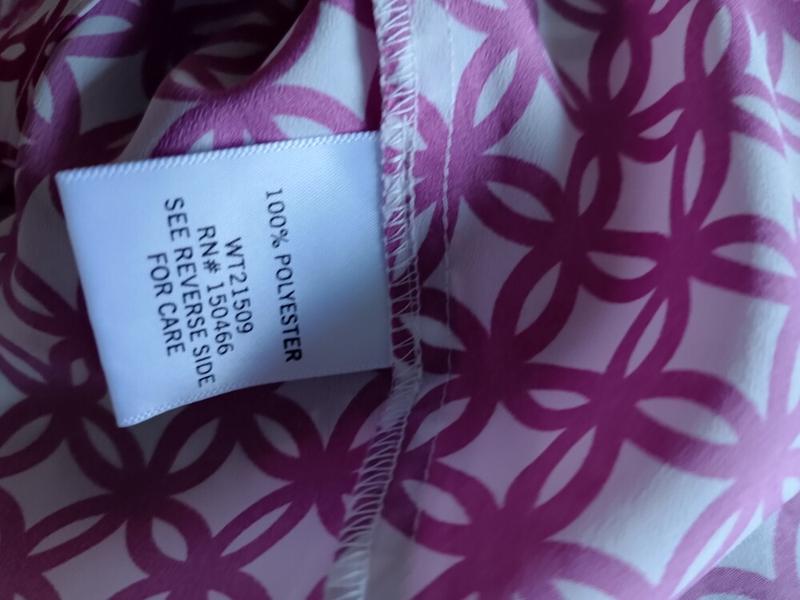 100% POLYESTER
WT21509
RN# 150466
SEE REVERSE SIDE
FOR CARE